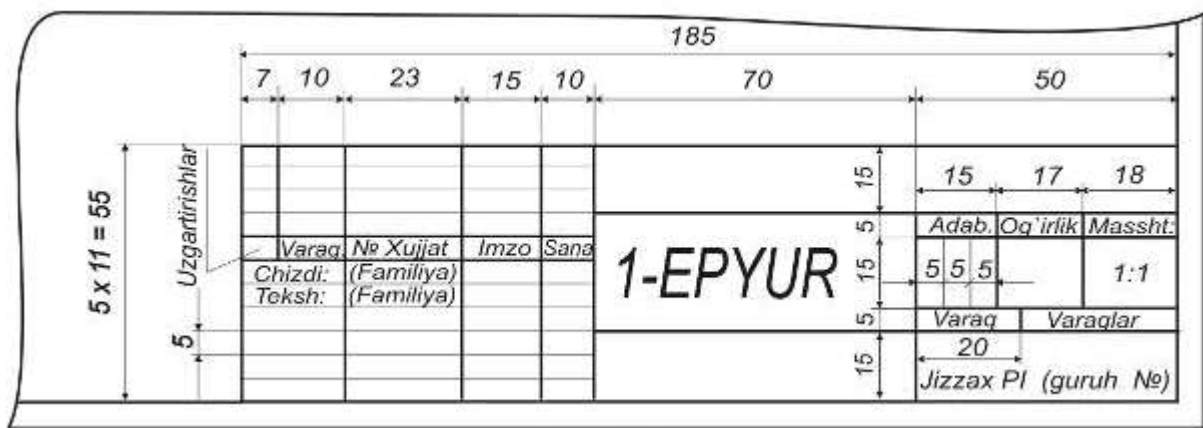 185
7 10 23 15 10 70 50
5 x 11 = 55
Uzgartirishlar
5
15 5 15 5 15
15 17 18
Adab. Og`irlik Massht:
Varaq. № Xujjat Imzo Sana
Chizdi: (Familiya)
Teksh: (Familiya)
1-EPYUR
5 5 5 1:1
Varaq Varaqlar
20
Jizzax PI (guruh №)